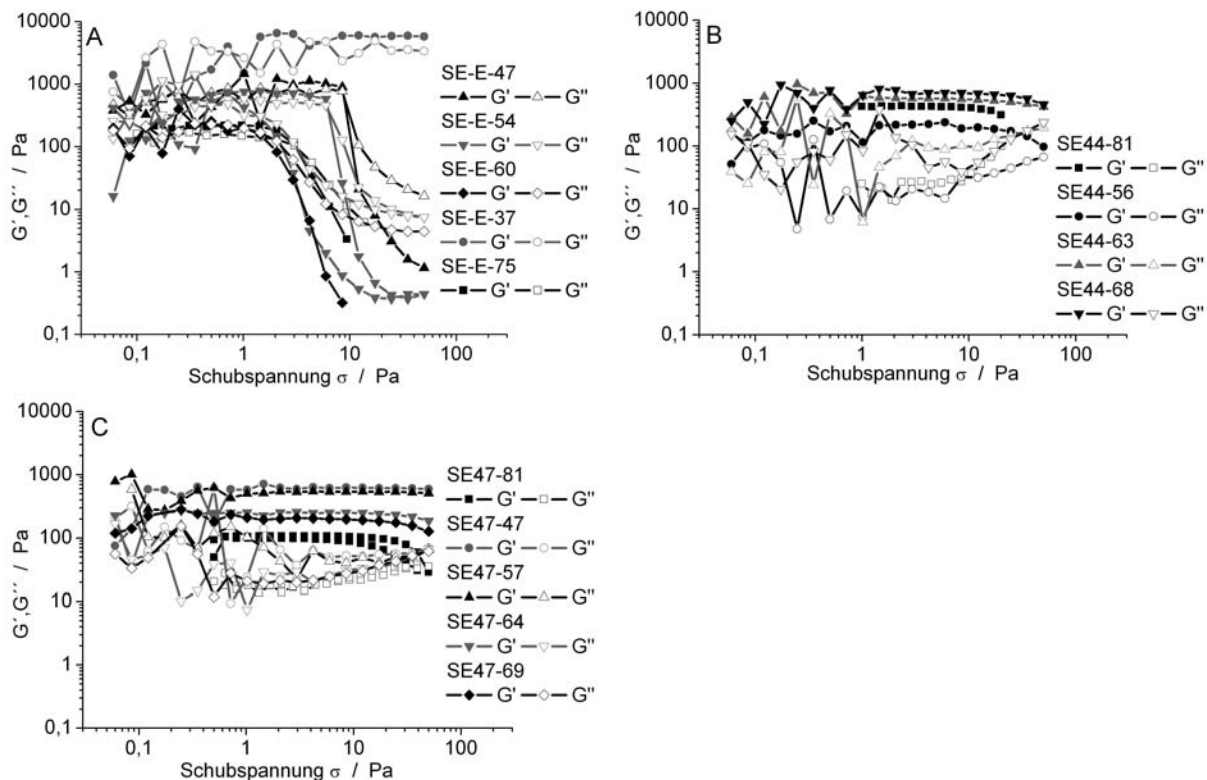 A
10000
1000
100
10
1
0,1
G′,G′′ / Pa
0,1 1 10 100
Schubspannung σ / Pa
SE-E-47
G' G''
SE-E-54
G' G''
SE-E-60
G' G''
SE-E-37
G' G''
SE-E-75
G' G''
B
10000
1000
100
10
1
0,1
G′,G′′ / Pa
0,1 1 10 100
Schubspannung σ / Pa
SE44-81
G' G''
SE44-56
G' G''
SE44-63
G' G''
SE44-68
G' G''
C
10000
1000
100
10
1
0,1
G′,G′′ / Pa
0,1 1 10 100
Schubspannung σ / Pa
SE47-81
G' G''
SE47-47
G' G''
SE47-57
G' G''
SE47-64
G' G''
SE47-69
G' G''